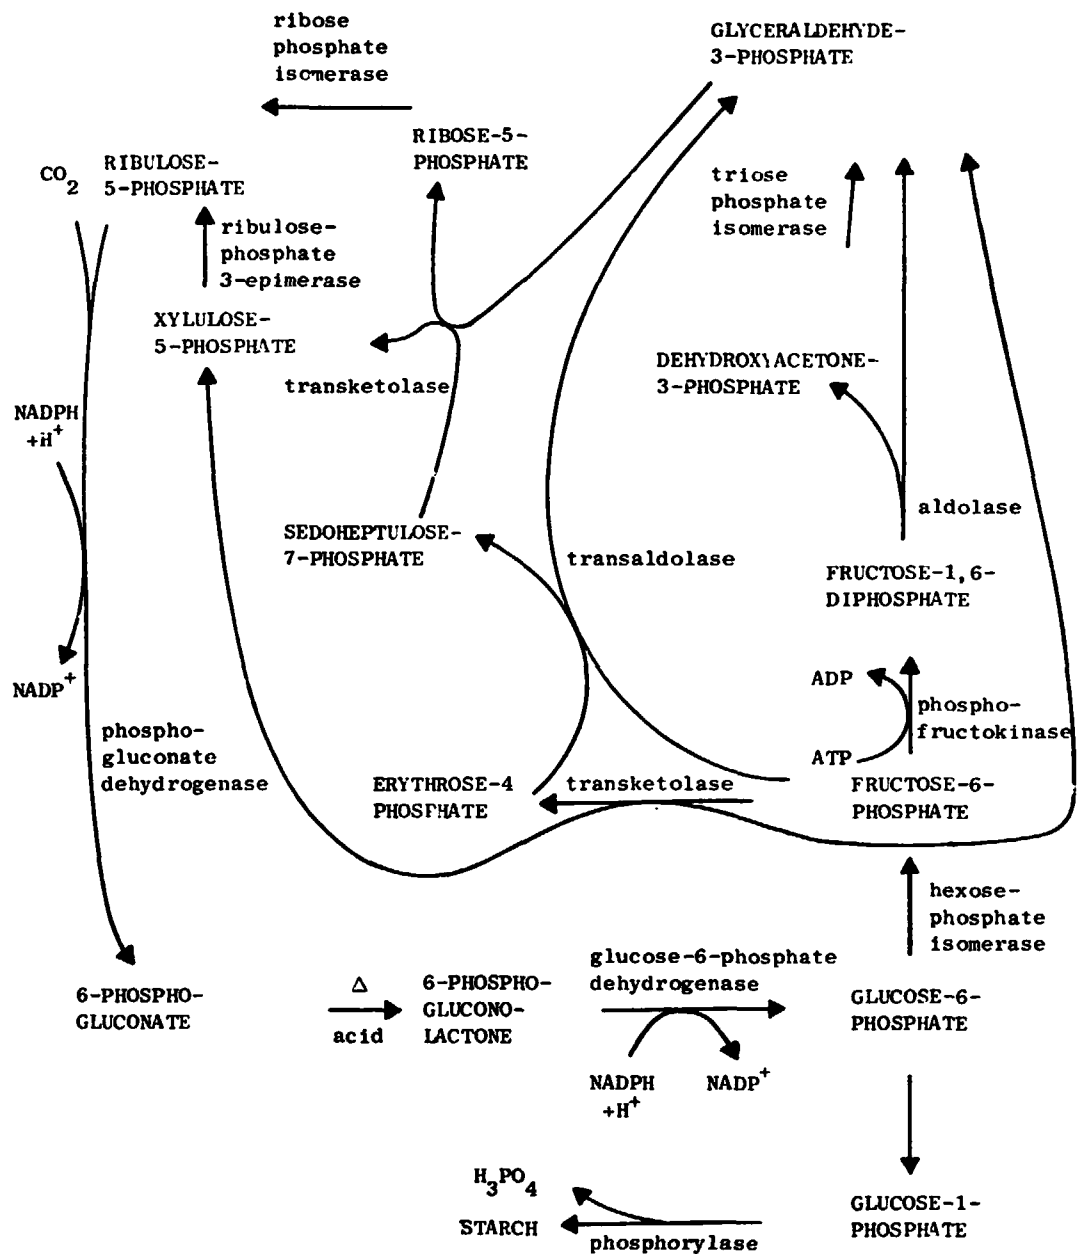 ribose
phosphate
isomerase
GLYCERALDEHYDE-
3-PHOSPHATE
RIBOSE-5-
PHOSPHATE
CO2
RIBULOSE-
5-PHOSPHATE
triose
phosphate
isomerase
ribulose-
phosphate
3-epimerase
XYLULOSE-
5-PHOSPHATE
transketolase
DEHYDROXYACETONE-
3-PHOSPHATE
NADPH
+H+
aldolase
SEDOHEPTULOSE-
7-PHOSPHATE
transaldolase
FRUCTOSE-1,6-
DIPHOSPHATE
NADP+
ADP
phospho-
fructokinase
ATP
phospho-
gluconate
dehydrogenase
ERYTHROSE-4
PHOSPHATE
transketolase
FRUCTOSE-6-
PHOSPHATE
hexose-
phosphate
isomerase
glucose-6-phosphate
dehydrogenase
6-PHOSPHO-
GLUCONATE
Δ
acid
6-PHOSPHO-
GLUCONO-
LACTONE
GLUCOSE-6-
PHOSPHATE
NADPH
+H+
NADP+
H3PO4
STARCH
phosphorylase
GLUCOSE-1-
PHOSPHATE